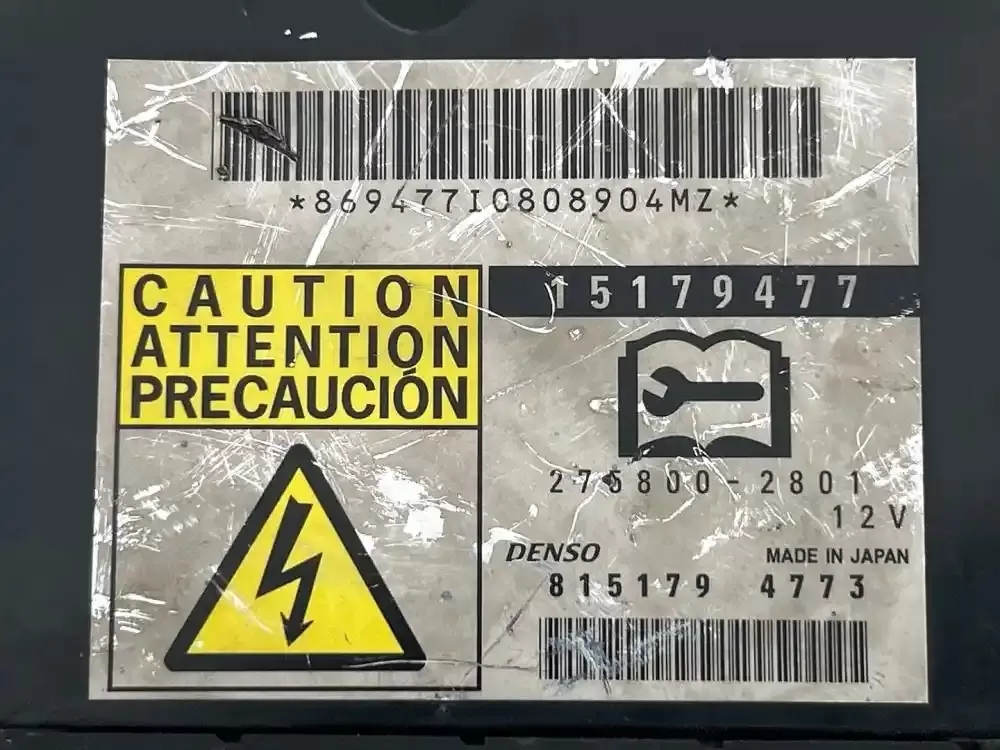 *869477I0808904MZ*
CAUTION
ATTENTION
PRECAUCIÓN
15179477
275800-2801
12V
DENSO
MADE IN JAPAN
815179 4773